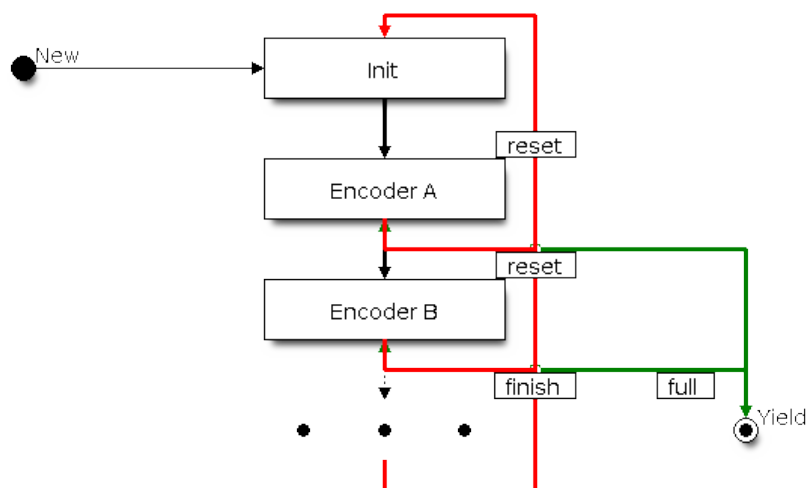 New
Init
reset
Encoder A
reset
Encoder B
finish
full
Yield